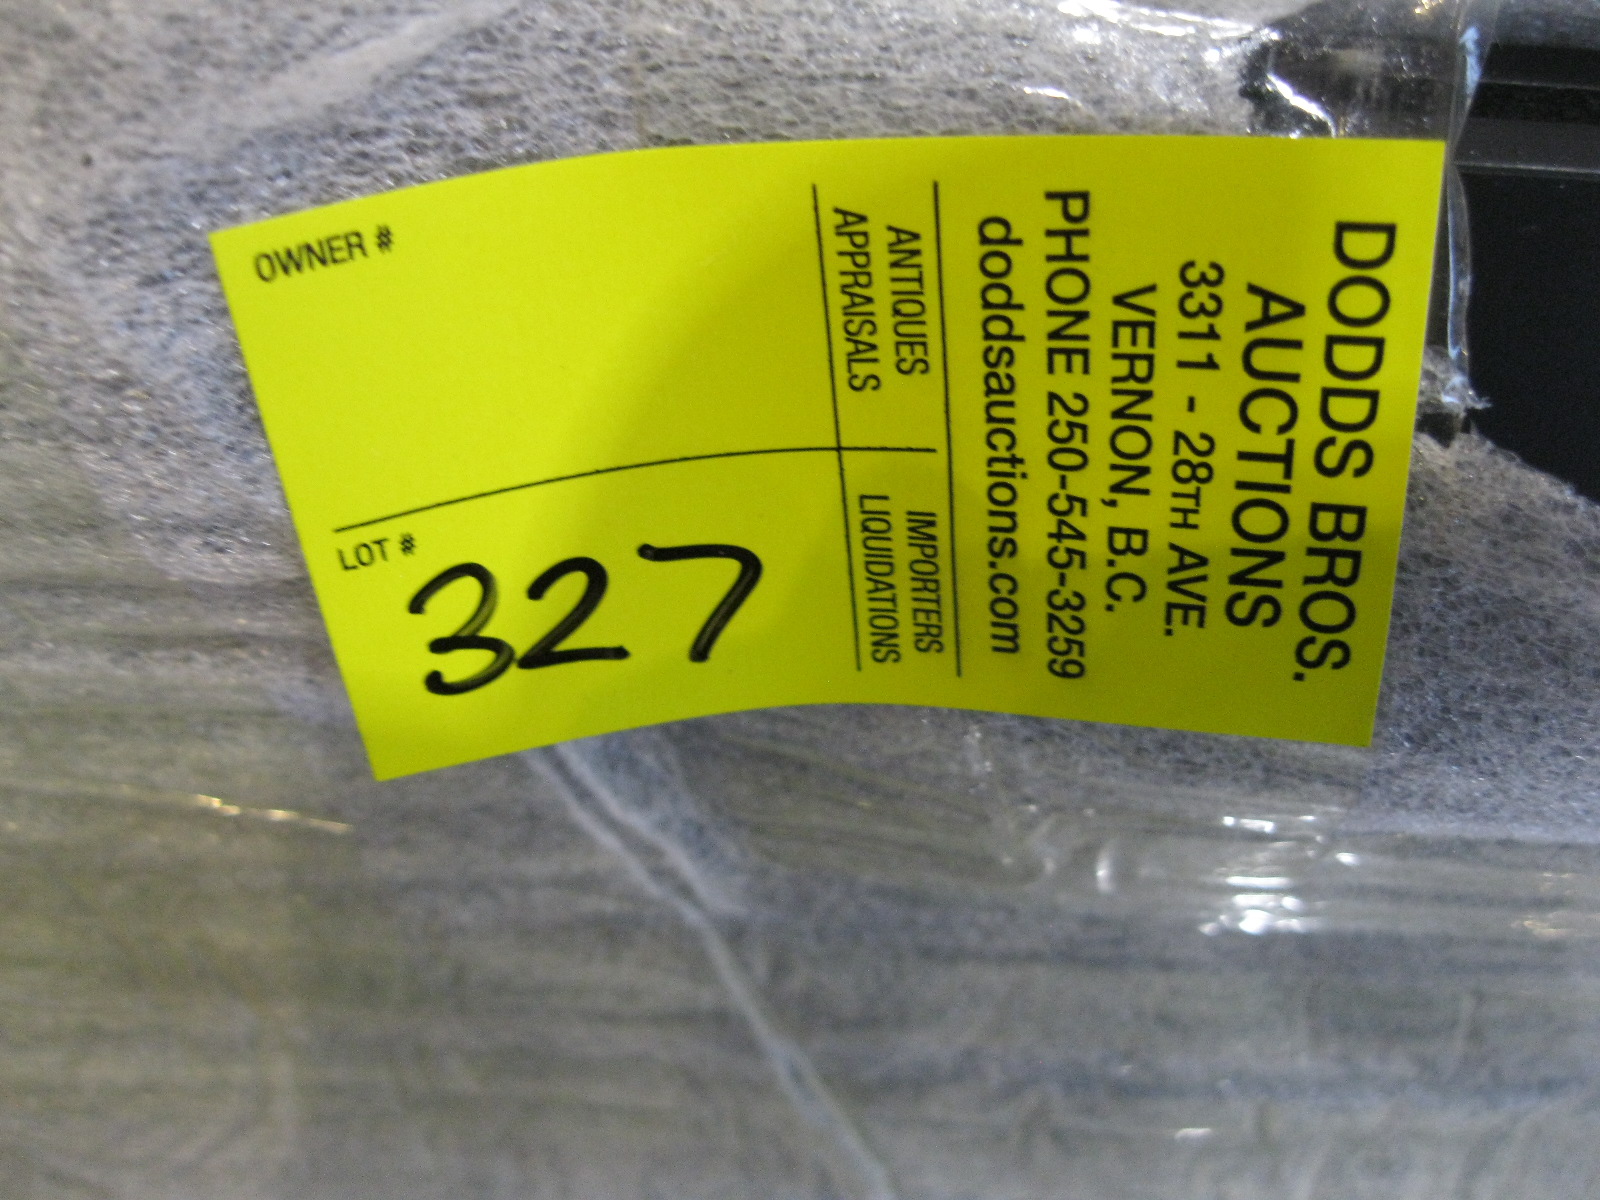 DODDS BROS.
AUCTIONS
3311 - 28TH AVE.
VERNON, B.C.
PHONE 250-545-3259
doddsauctions.com
ANTIQUES
APPRAISALS
IMPORTERS
LIQUIDATIONS
OWNER #
LOT #
327